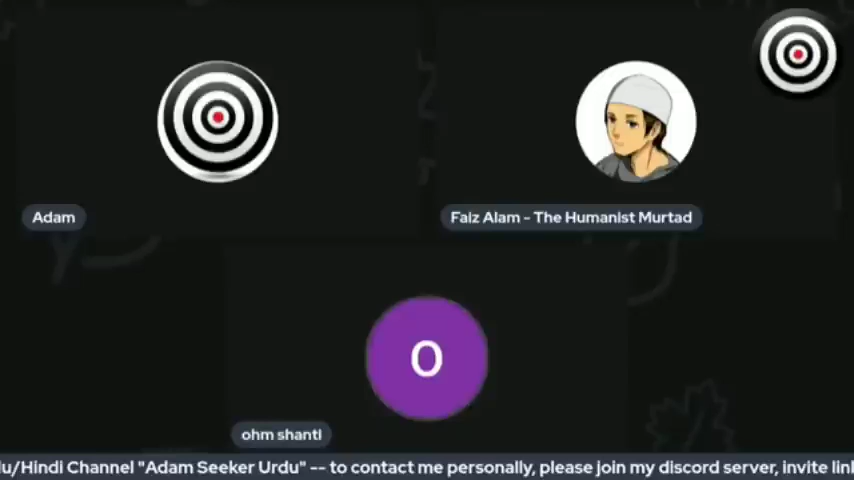 Adam
Faiz Alam - The Humanist Murtad
O
ohm shanti
/Hindi Channel "Adam Seeker Urdu" -- to contact me personally, please join my discord server, invite